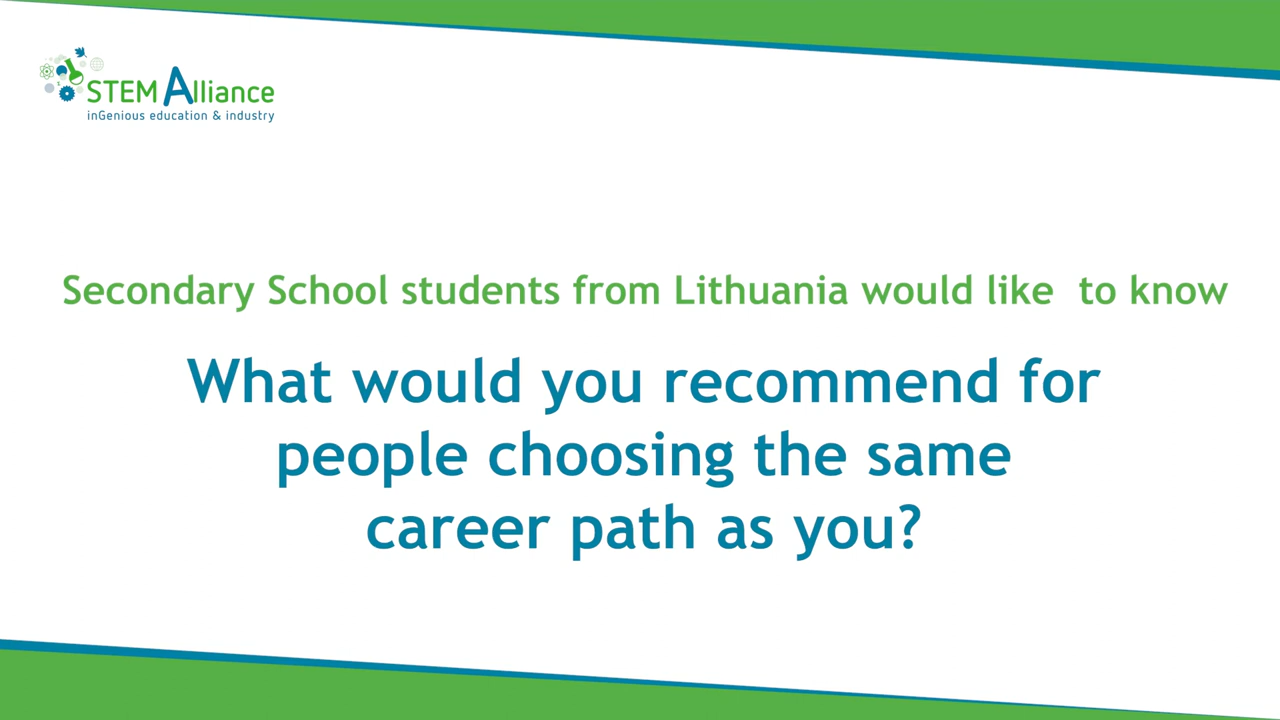 STEM Alliance
inGenious education & industry
Secondary School students from Lithuania would like  to know
What would you recommend for
people choosing the same
career path as you?